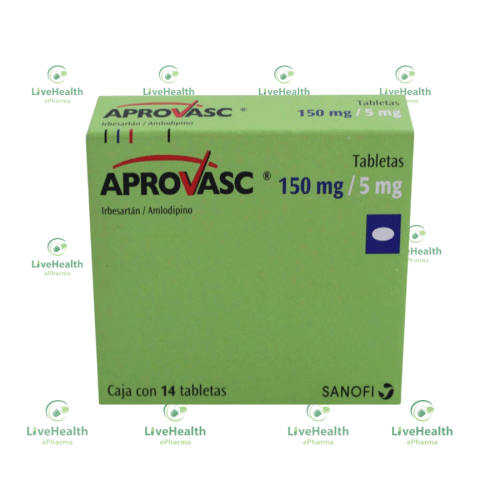 LiveHealth
ePharma
LiveHealth
ePharma
LiveHealth
ePharma
LiveHealth
ePharma
APROVASC ®
Irbesartán / Amlodipino
Tabletas
150 mg / 5 mg
APROVASC ®
Irbesartán / Amlodipino
Tabletas
150 mg / 5 mg
LiveHealth
ePharma
LiveHealth
ePharma
Caja con 14 tabletas
SANOFI
LiveHealth
ePharma
LiveHealth
ePharma
LiveHealth
ePharma
LiveHealth
ePharma